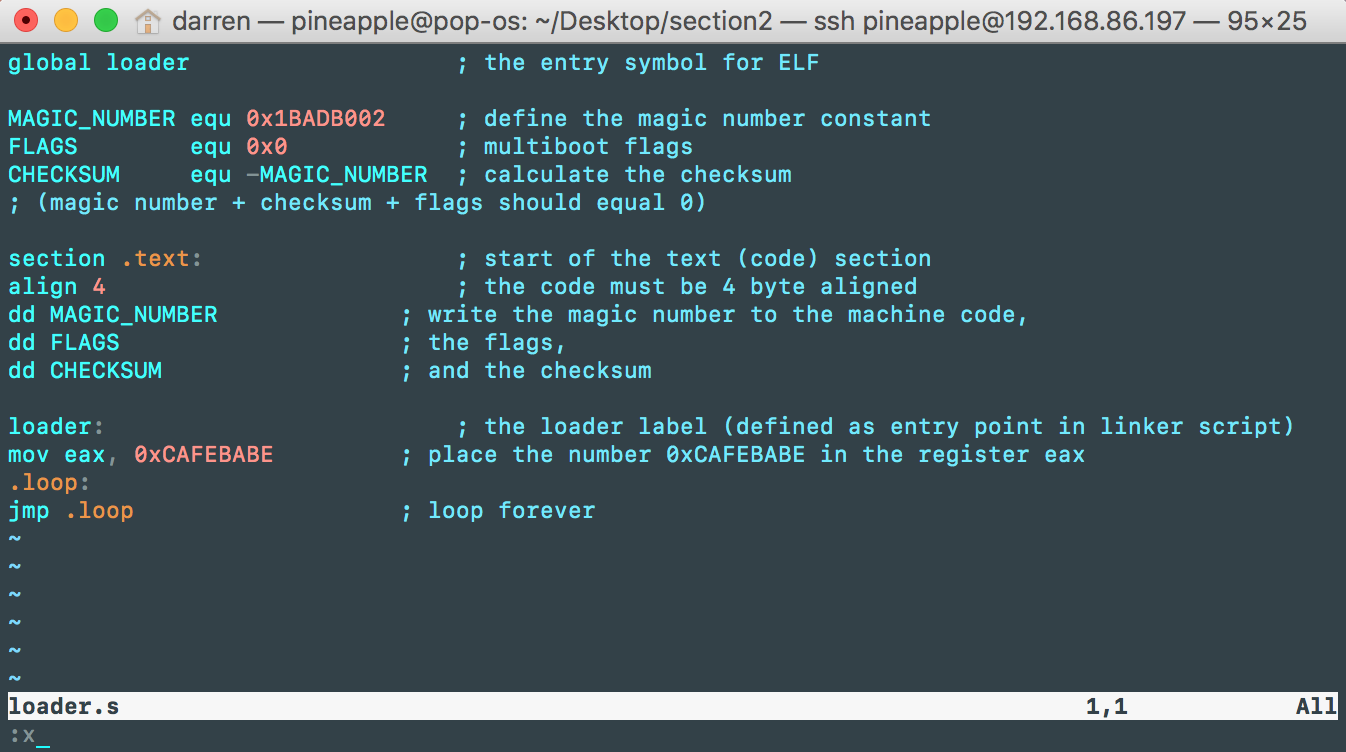 darren — pineapple@pop-os: ~/Desktop/section2 — ssh pineapple@192.168.86.197 — 95×25
global loader                   ; the entry symbol for ELF
MAGIC_NUMBER equ 0x1BADB002     ; define the magic number constant
FLAGS        equ 0x0            ; multiboot flags
CHECKSUM     equ -MAGIC_NUMBER  ; calculate the checksum
; (magic number + checksum + flags should equal 0)
section .text:                  ; start of the text (code) section
align 4                         ; the code must be 4 byte aligned
dd MAGIC_NUMBER             ; write the magic number to the machine code,
dd FLAGS                    ; the flags,
dd CHECKSUM                 ; and the checksum
loader:                         ; the loader label (defined as entry point in linker script)
mov eax, 0xCAFEBABE         ; place the number 0xCAFEBABE in the register eax
.loop:
jmp .loop                   ; loop forever
~
~
~
~
~
~
loader.s                                                                     1,1            All
:x